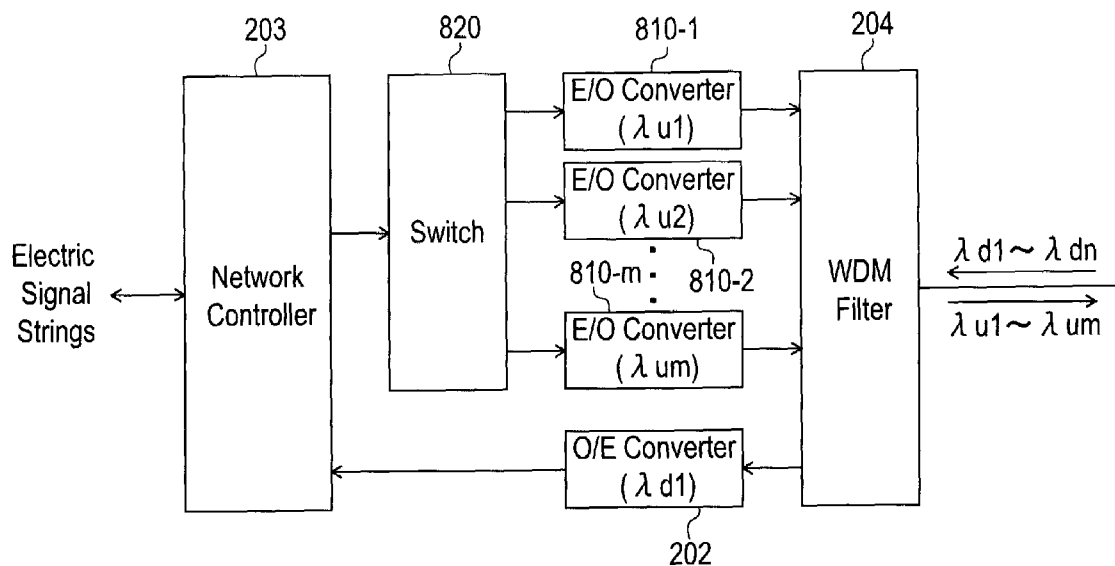 203
820
810-1
204
E/O Converter
( λ u1)
E/O Converter
( λ u2)
Switch
Electric
Signal
Strings
Network
Controller
810-m
810-2
WDM
Filter
λ d1～λ dn
λ u1～λ um
E/O Converter
( λ um)
O/E Converter
( λ d1)
202